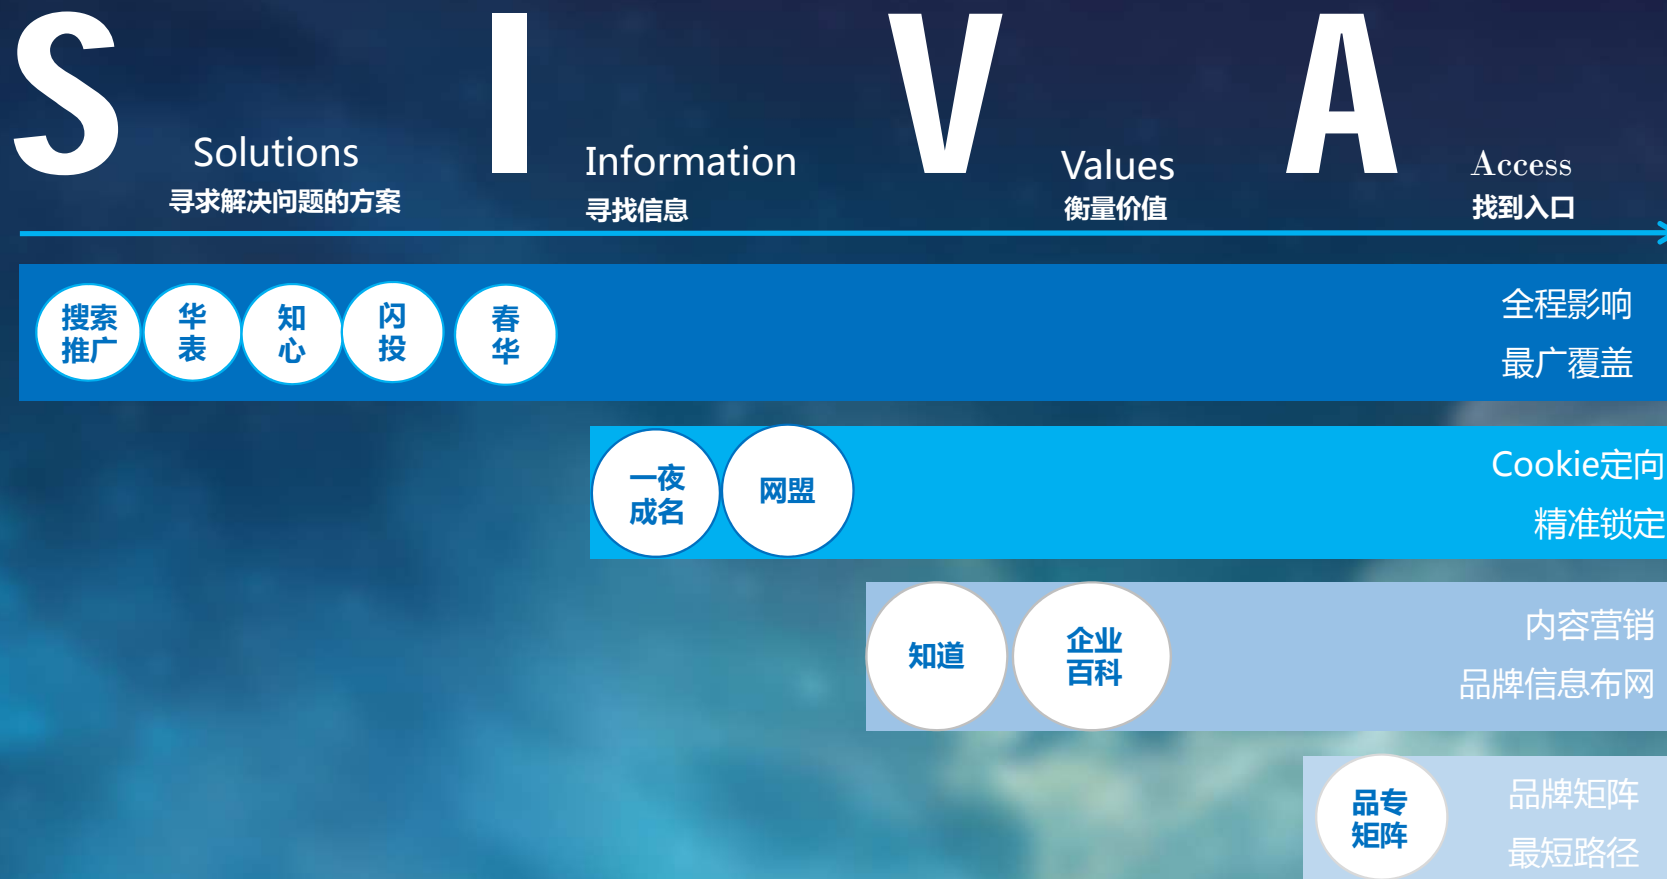 S
Solutions
寻求解决问题的方案
I
Information
寻找信息
V
Values
衡量价值
A
Access
找到入口
搜索
推广
华
表
知
心
闪
投
春
华
全程影响
最广覆盖
一夜
成名
网盟
Cookie定向
精准锁定
知道
企业
百科
内容营销
品牌信息布网
品专
矩阵
品牌矩阵
最短路径